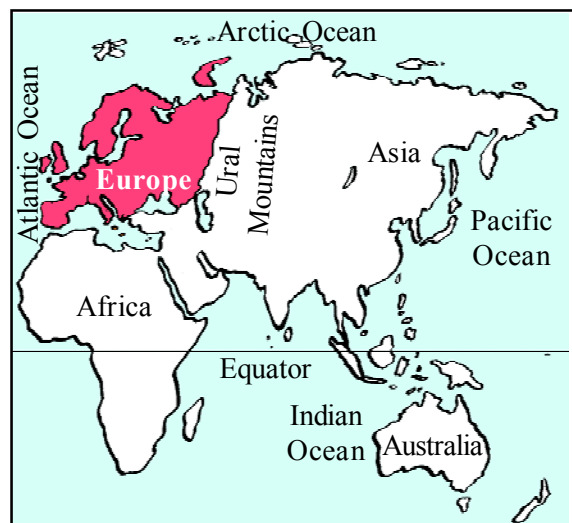 Arctic Ocean
Atlantic Ocean
Europe
Ural
Mountains
Asia
Pacific
Ocean
Africa
Equator
Indian
Ocean
Australia